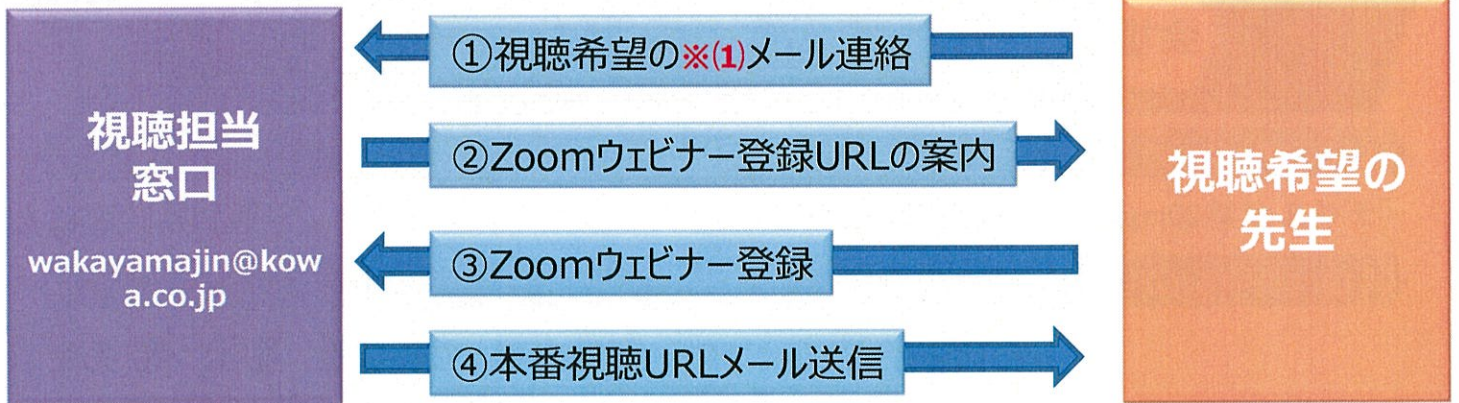 視聴担当
窓口
wakayamajin@kow
a.co.jp
①視聴希望の※(1)メール連絡
②Zoomウェビナー登録URLの案内
③Zoomウェビナー登録
④本番視聴URLメール送信
視聴希望の
先生